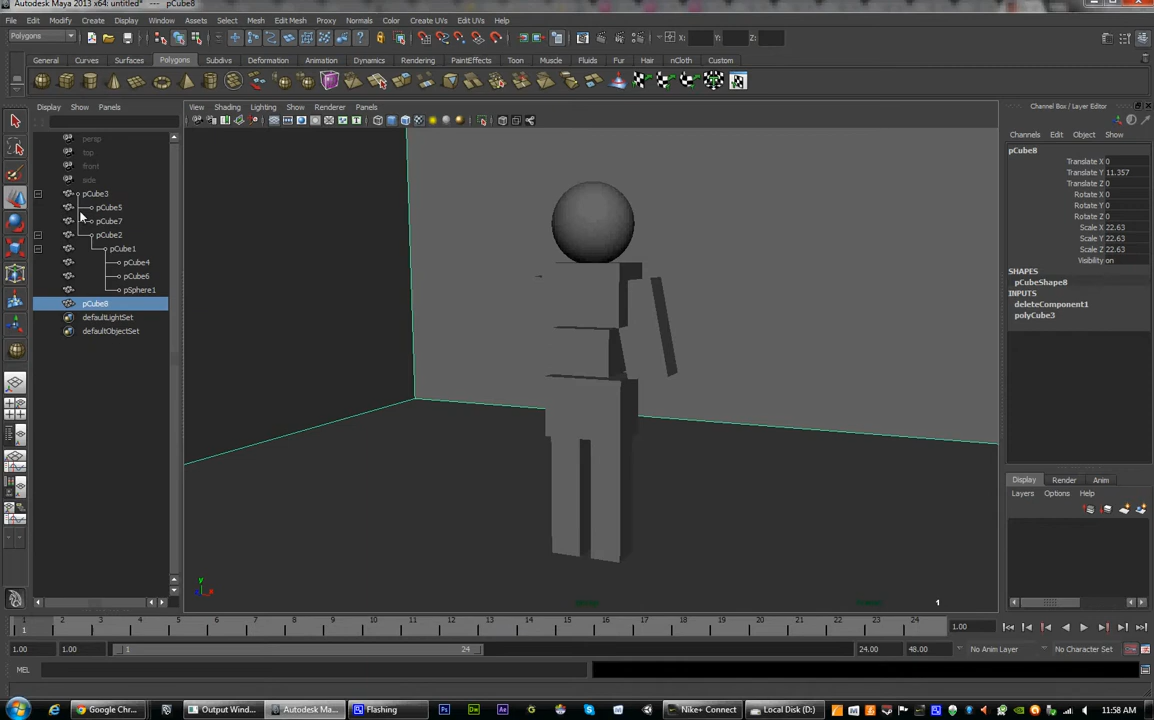 Autodesk Maya 2013 x64: untitled* --- pCube8
File Edit Modify Create Display Window Assets Select Mesh Edit Mesh Proxy Normals Color Create UVs Edit UVs Help
Polygons X: Y: Z:
General Curves Surfaces Polygons Subdivs Deformation Animation Dynamics Rendering PaintEffects Toon Muscle Fluids Fur Hair nCloth Custom
Display Show Panels
View Shading Lighting Show Renderer Panels
Channel Box / Layer Editor
Channels Edit Object Show
persp
top
front
side
pCube3
pCube5
pCube7
pCube2
pCube1
pCube4
pCube6
pSphere1
pCube8
defaultLightSet
defaultObjectSet
pCube8
Translate X 0
Translate Y 11.357
Translate Z 0
Rotate X 0
Rotate Y 0
Rotate Z 0
Scale X 22.63
Scale Y 22.63
Scale Z 22.63
Visibility on
SHAPES
pCubeShape8
INPUTS
deleteComponent1
polyCube3
Display Render Anim
Layers Options Help
y
x
1
1 2 3 4 5 6 7 8 9 10 11 12 13 14 15 16 17 18 19 20 21 22 23 24
1
1.00
1.00 1.00 1 24 24.00 48.00 No Anim Layer No Character Set
MEL
Google Chr... Output Wind... Autodesk Ma... Flashing Ps Dw Ae Nike+ Connect Local Disk (D:) 11:58 AM